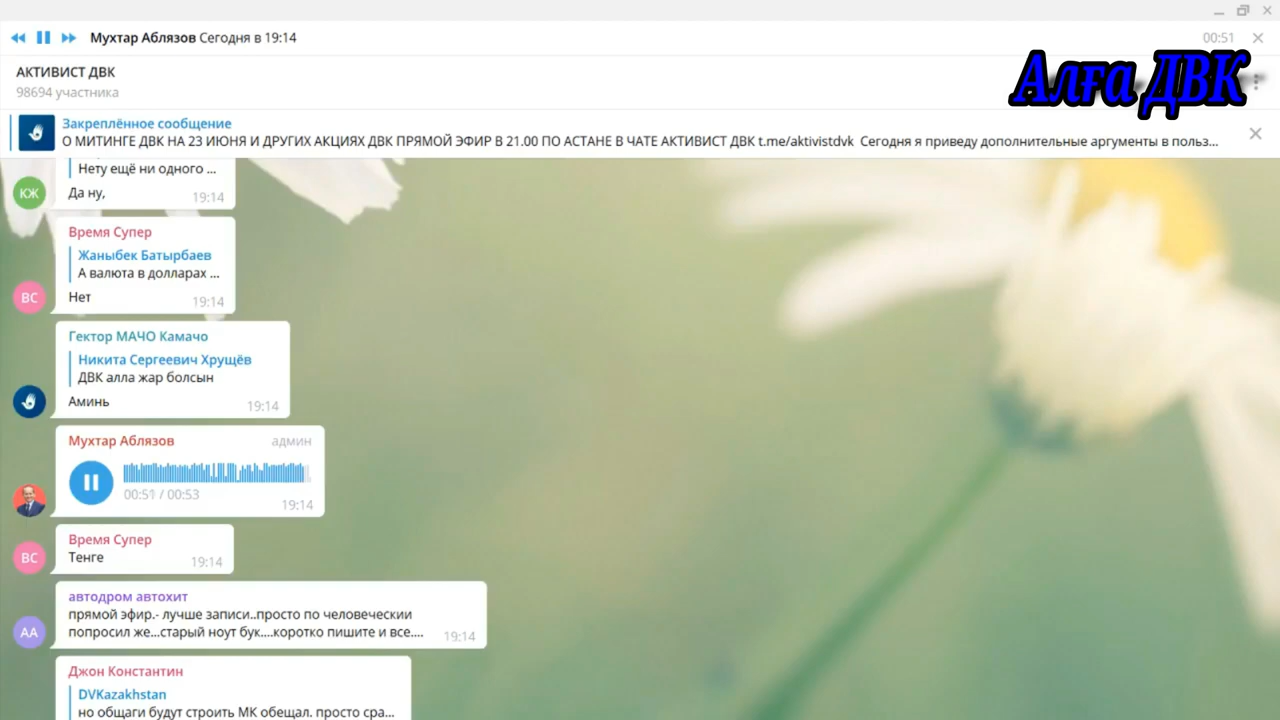 Мухтар Аблязов Сегодня в 19:14
00:51
АКТИВИСТ ДВК
98694 участника
Алға ДВК
Закреплённое сообщение
О МИТИНГЕ ДВК НА 23 ИЮНЯ И ДРУГИХ АКЦИЯХ ДВК ПРЯМОЙ ЭФИР В 21.00 ПО АСТАНЕ В ЧАТЕ АКТИВИСТ ДВК t.me/aktivistdvk Сегодня я приведу дополнительные аргументы в польз...
Нету ещё ни одного ...
КЖ
Да ну,
19:14
Время Супер
Жаныбек Батырбаев
А валюта в долларах ...
ВС
Нет
19:14
Гектор МАЧО Камачо
Никита Сергеевич Хрущёв
ДВК алла жар болсын
Аминь
19:14
Мухтар Аблязов админ
00:51 / 00:53
19:14
Время Супер
ВС
Тенге
19:14
автодром автохит
прямой эфир.- лучше записи..просто по человеческии
АА
попросил же...старый ноут бук....коротко пишите и все....
19:14
Джон Константин
DVKazakhstan
но общаги будут строить МК обещал. просто сра...